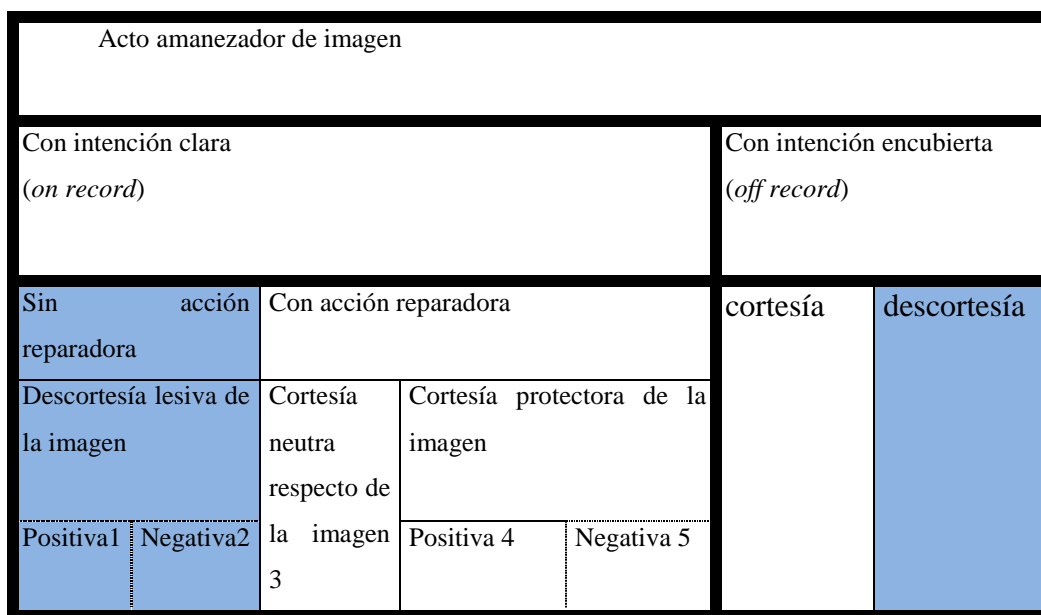 Acto amanezador de imagen
Con intención clara
(on record)
Con intención encubierta
(off record)
Sin acción
reparadora
Con acción reparadora
cortesía
descortesía
Descortesía lesiva de
la imagen
Cortesía
neutra
respecto de
la imagen
3
Cortesía protectora de la
imagen
Positiva1
Negativa2
Positiva 4
Negativa 5